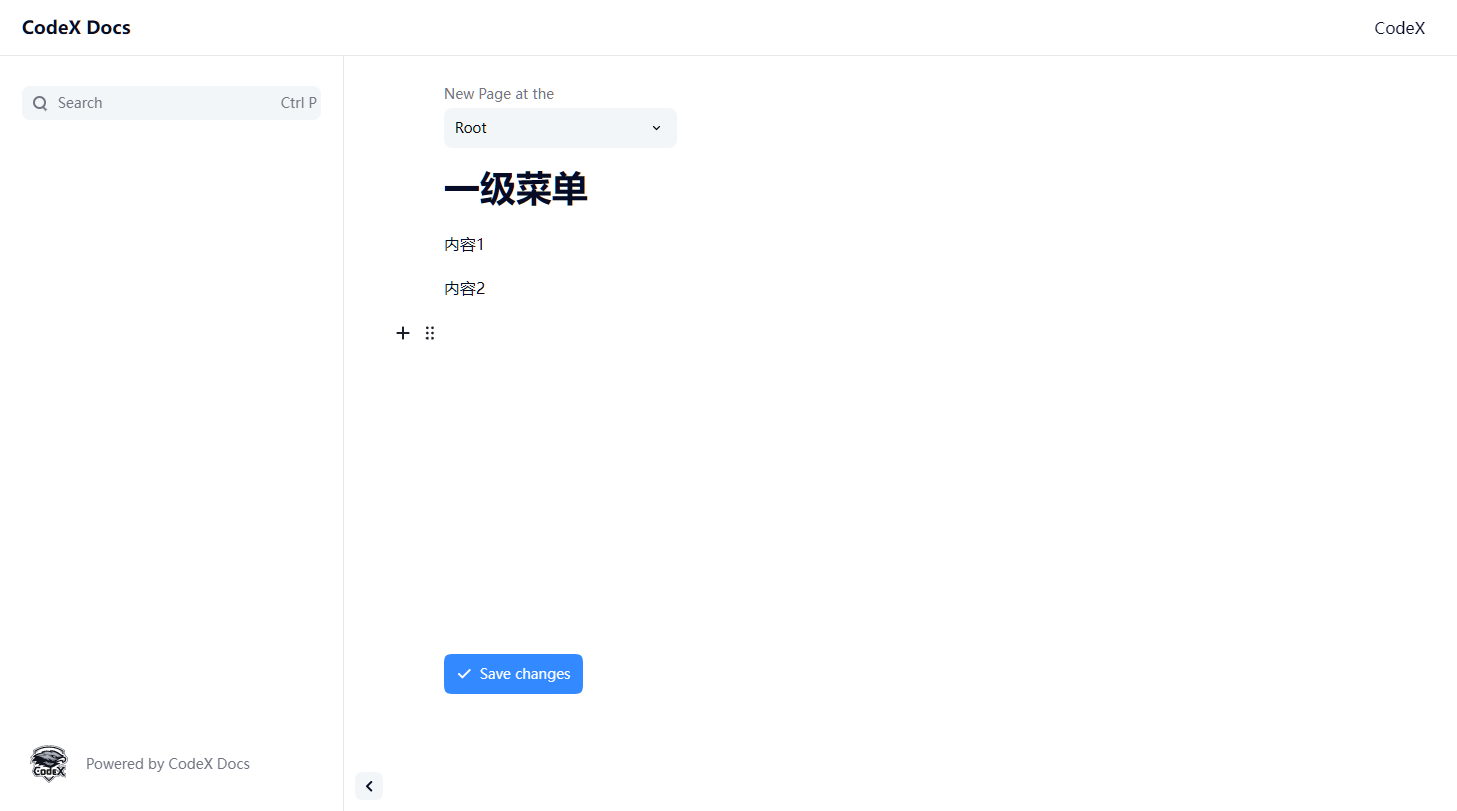 CodeX Docs
CodeX
Search
Ctrl P
New Page at the
Root
一级菜单
内容1
内容2
Save changes
CodeX
Powered by CodeX Docs